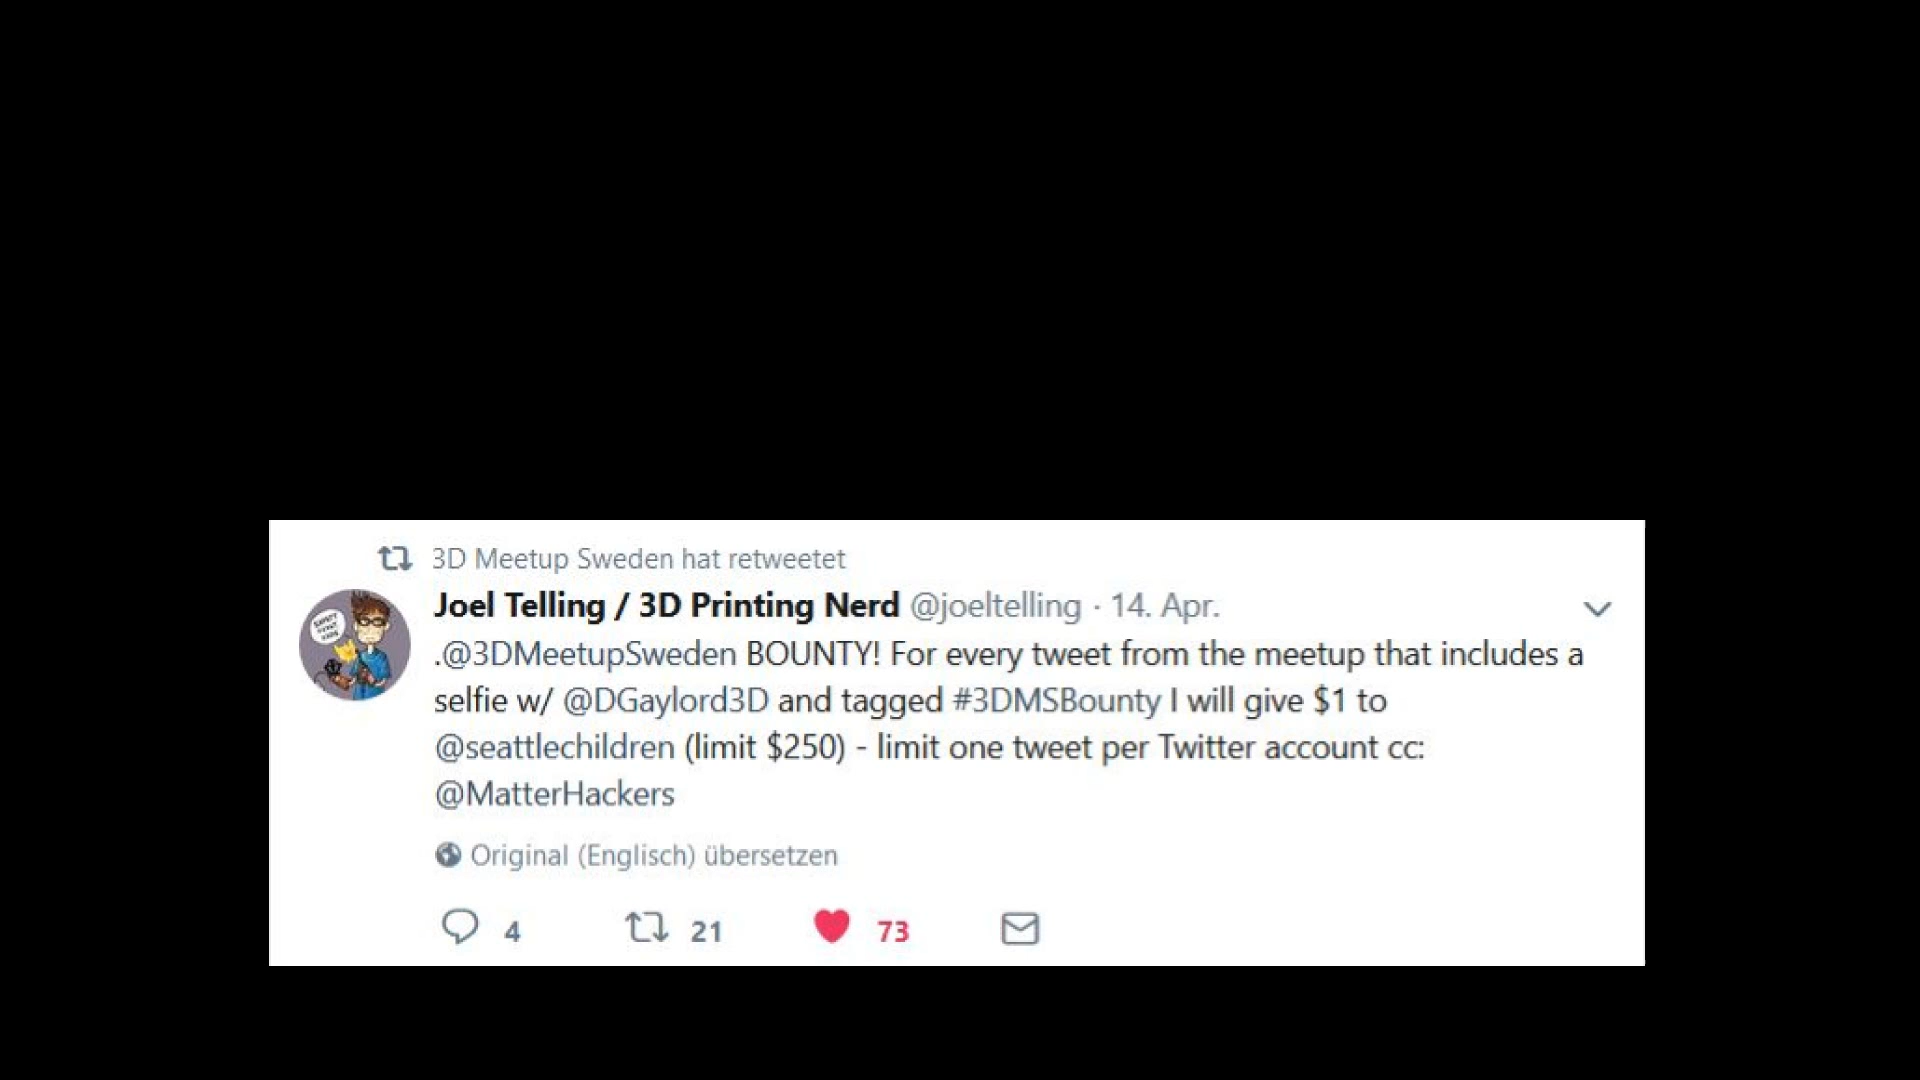 3D Meetup Sweden hat retweetet
Joel Telling / 3D Printing Nerd @joeltelling · 14. Apr.
.@3DMeetupSweden BOUNTY! For every tweet from the meetup that includes a
selfie w/ @DGaylord3D and tagged #3DMSBounty I will give $1 to
@seattlechildren (limit $250) - limit one tweet per Twitter account cc:
@MatterHackers
Original (Englisch) übersetzen
4 21 73